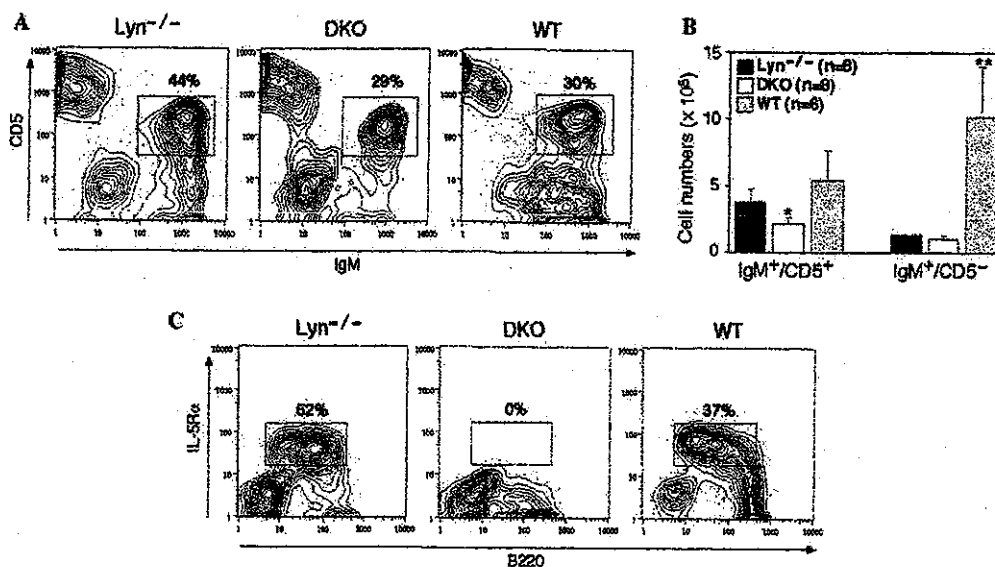 A
Lyn-/-
DKO
WT
44%
29%
30%
CD5
IgM
B
Lyn-/- (n=6)
DKO (n=6)
WT (n=6)
Cell numbers (× 10⁵)
15
10
5
0
*
**
IgM+/CD5+
IgM+/CD5-
C
Lyn-/-
DKO
WT
62%
0%
37%
IL-5Rα
B220